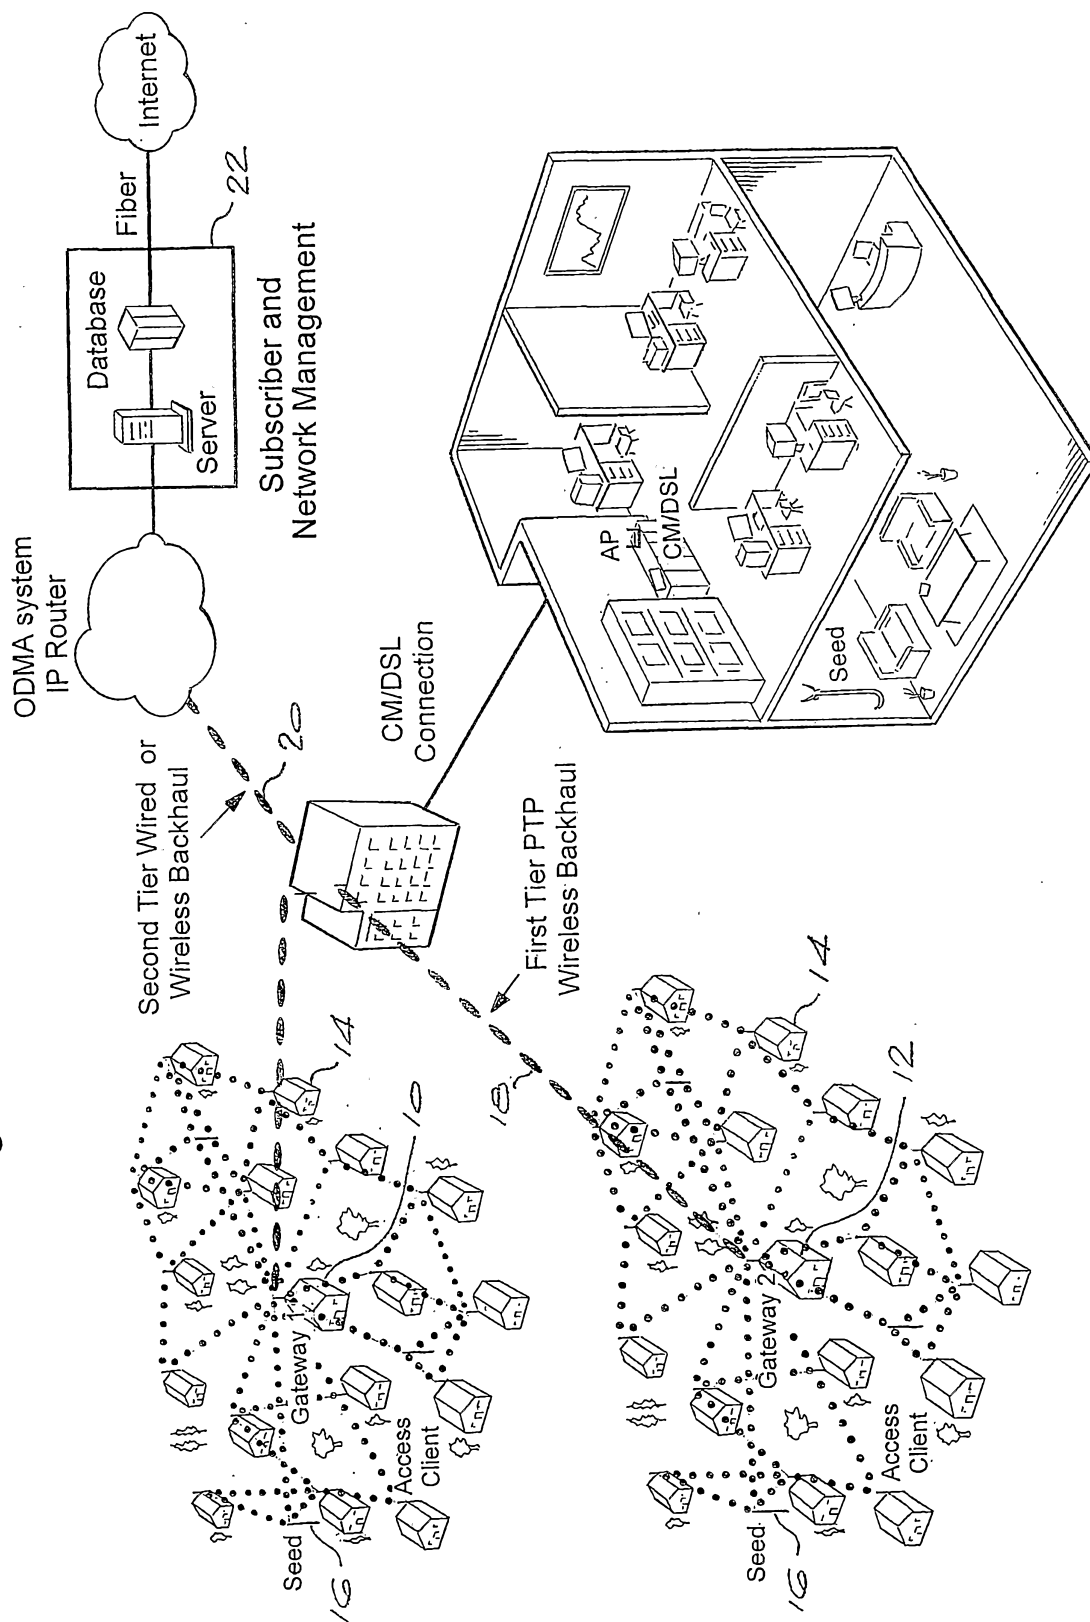 ODMA system
IP Router
Second Tier Wired or
Wireless Backhaul
20
Database
Server
Fiber
Internet
22
Subscriber and
Network Management
Seed
16
Gateway 1
Access
Client
14
10
CM/DSL
Connection
First Tier PTP
Wireless Backhaul
18
AP
CM/DSL
Seed
Seed
16
Gateway 2
Access
Client
14
12